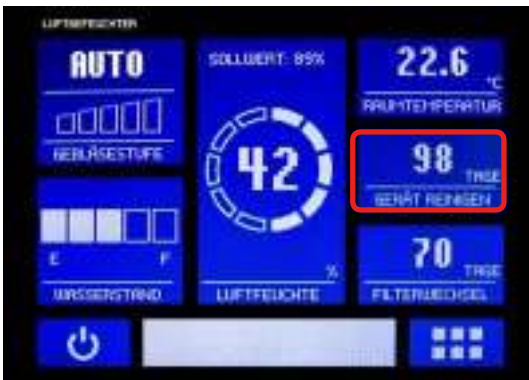 LUFTBEFEUCHTER
AUTO
GEBLÄSESTUFE
E F
WASSERSTAND
SOLLWERT: 89%
42
%
LUFTFEUCHTE
22.6 °C
RAUMTEMPERATUR
98 TAGE
GERÄT REINIGEN
70 TAGE
FILTERWECHSEL